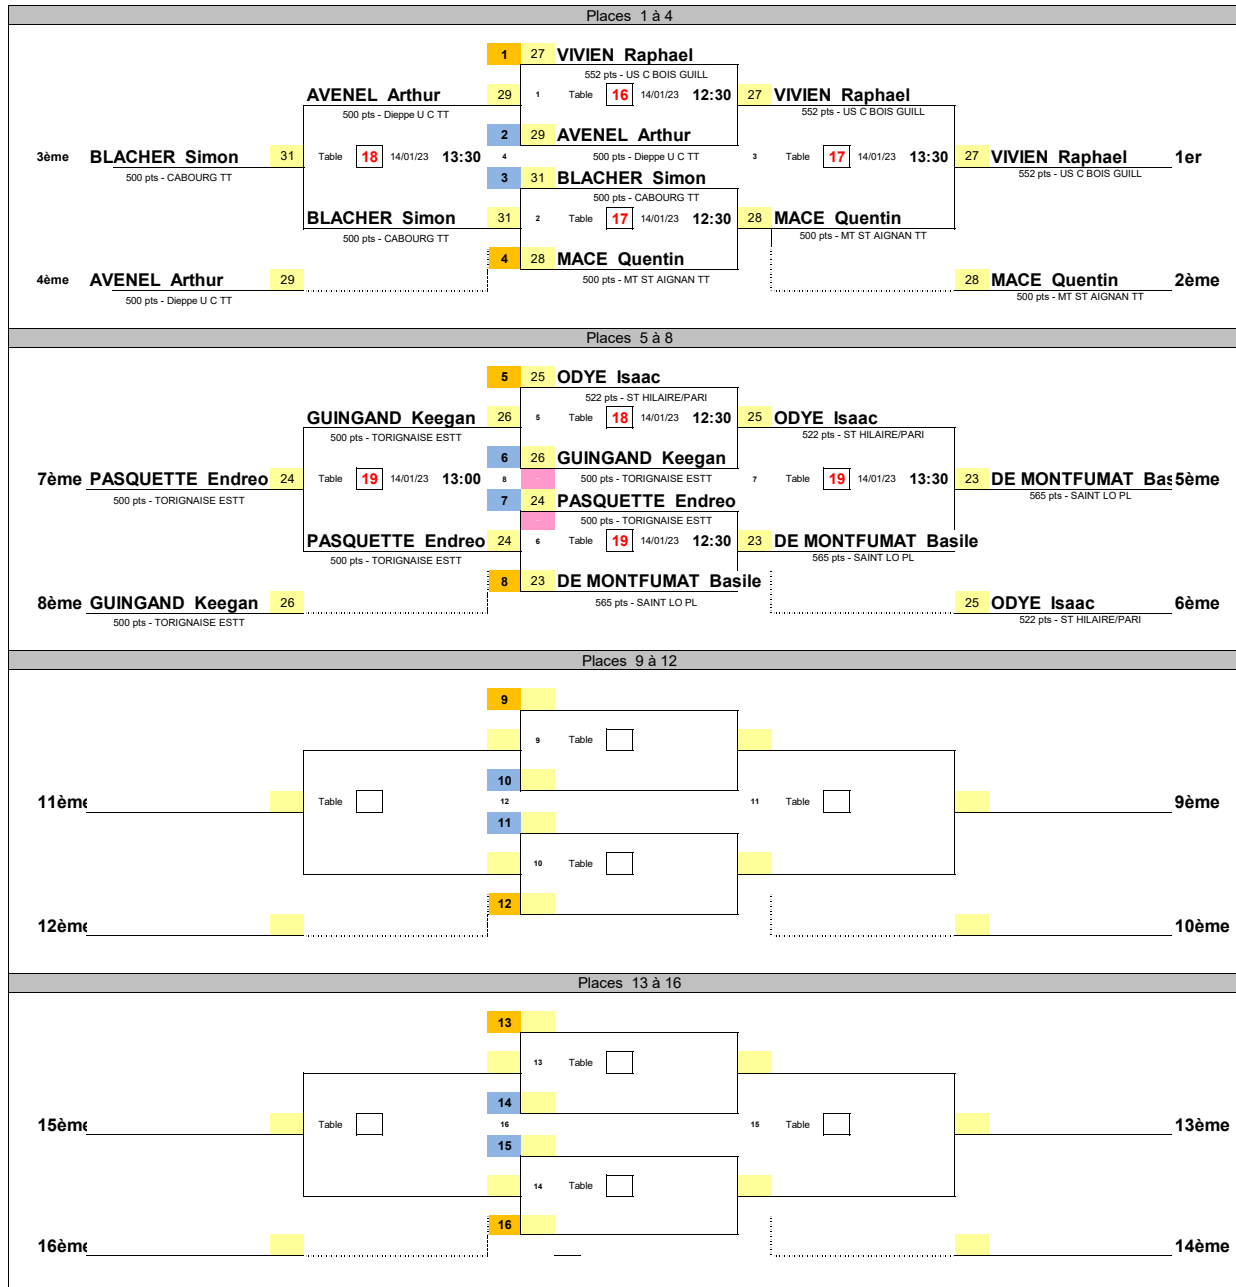 Places 1 à 4
1 27 VIVIEN Raphael
552 pts - US C BOIS GUILL
AVENEL Arthur 29 1 Table 16 14/01/23 12:30 27 VIVIEN Raphael
500 pts - Dieppe U C TT 552 pts - US C BOIS GUILL
2 29 AVENEL Arthur
3ème BLACHER Simon 31 Table 18 14/01/23 13:30 4 500 pts - Dieppe U C TT 3 Table 17 14/01/23 13:30 27 VIVIEN Raphael 1er
500 pts - CABOURG TT 3 31 BLACHER Simon 552 pts - US C BOIS GUILL
500 pts - CABOURG TT
BLACHER Simon 31 2 Table 17 14/01/23 12:30 28 MACE Quentin
500 pts - CABOURG TT 500 pts - MT ST AIGNAN TT
4 28 MACE Quentin
4ème AVENEL Arthur 29 500 pts - MT ST AIGNAN TT 28 MACE Quentin 2ème
500 pts - Dieppe U C TT 500 pts - MT ST AIGNAN TT
Places 5 à 8
5 25 ODYE Isaac
522 pts - ST HILAIRE/PARI
GUINGAND Keegan 26 5 Table 18 14/01/23 12:30 25 ODYE Isaac
500 pts - TORIGNAISE ESTT 522 pts - ST HILAIRE/PARI
6 26 GUINGAND Keegan
7ème PASQUETTE Endreo 24 Table 19 14/01/23 13:00 8 500 pts - TORIGNAISE ESTT 7 Table 19 14/01/23 13:30 23 DE MONTFUMAT Bas 5ème
500 pts - TORIGNAISE ESTT 7 24 PASQUETTE Endreo 565 pts - SAINT LO PL
500 pts - TORIGNAISE ESTT
PASQUETTE Endreo 24 6 Table 19 14/01/23 12:30 23 DE MONTFUMAT Basile
500 pts - TORIGNAISE ESTT 565 pts - SAINT LO PL
8 23 DE MONTFUMAT Basile
8ème GUINGAND Keegan 26 565 pts - SAINT LO PL 25 ODYE Isaac 6ème
500 pts - TORIGNAISE ESTT 522 pts - ST HILAIRE/PARI
Places 9 à 12
9
9 Table
10
11ème Table 12 11 Table 9ème
11
10 Table
12
12ème 10ème
Places 13 à 16
13
13 Table
14
15ème Table 16 15 Table 13ème
15
14 Table
16
16ème 14ème